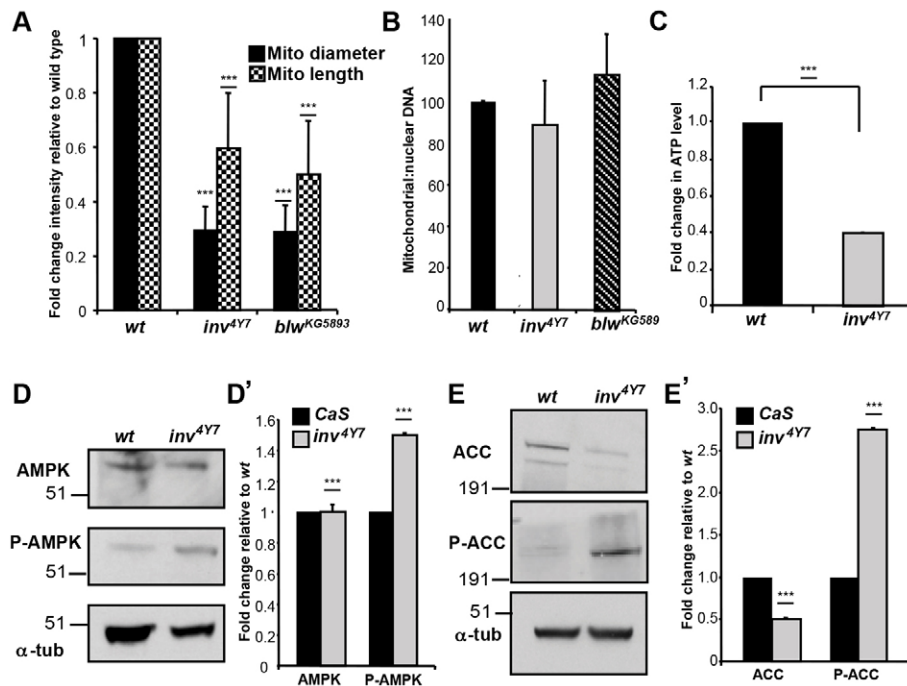 A
Fold change intensity relative to wild type
1
0.8
0.6
0.4
0.2
0
Mito diameter
Mito length
***
***
***
***
wt
inv4Y7
blwKG5893
B
Mitochondrial:nuclear DNA
140
120
100
80
60
40
20
0
wt
inv4Y7
blwKG589
C
Fold change in ATP level
1.2
1.0
0.8
0.6
0.4
0.2
0
***
wt
inv4Y7
D
wt
inv4Y7
AMPK
51
P-AMPK
51
51
α-tub
D'
Fold change relative to wt
1.6
1.4
1.2
1.0
0.8
0.6
0.4
0.2
0
CaS
inv4Y7
***
***
AMPK
P-AMPK
E
wt
inv4Y7
ACC
191
P-ACC
191
51
α-tub
E'
Fold change relative to wt
3.0
2.5
2.0
1.5
1.0
0.5
0.0
CaS
inv4Y7
***
***
ACC
P-ACC